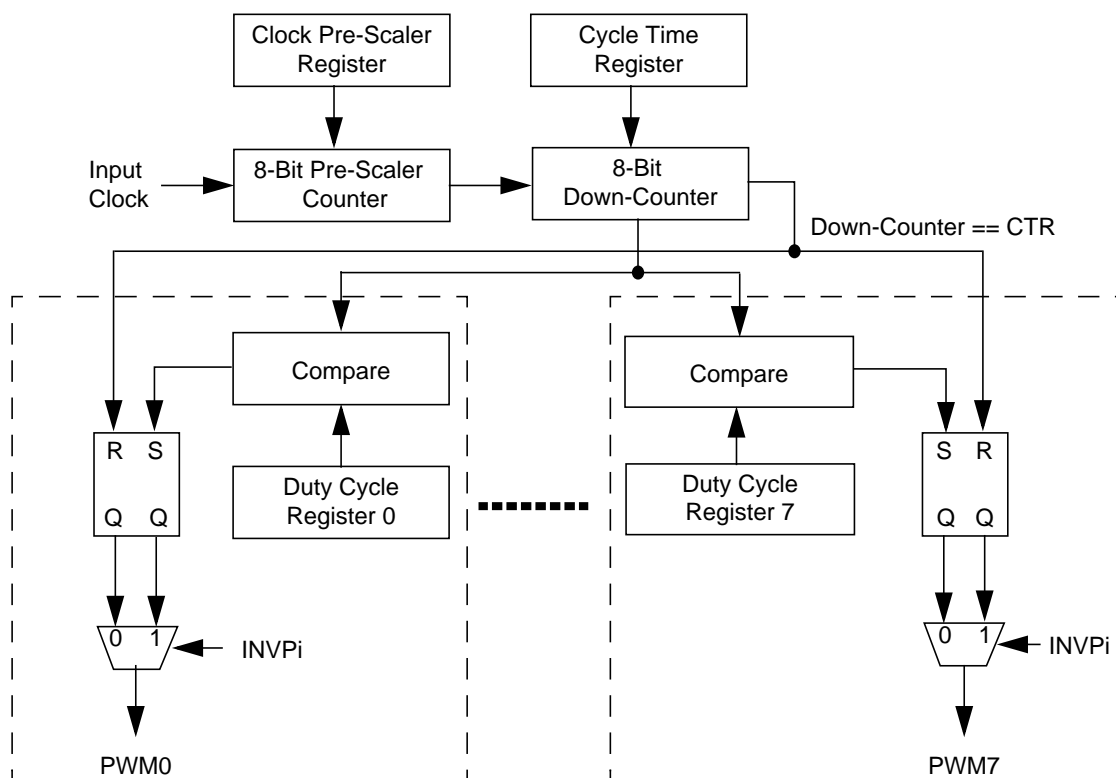 Clock Pre-Scaler
Register
Cycle Time
Register
Input
Clock
8-Bit Pre-Scaler
Counter
8-Bit
Down-Counter
Down-Counter == CTR
Compare
Compare
R S
Q Q
Duty Cycle
Register 0
Duty Cycle
Register 7
S R
Q Q
0 1
INVPi
0 1
INVPi
PWM0
PWM7